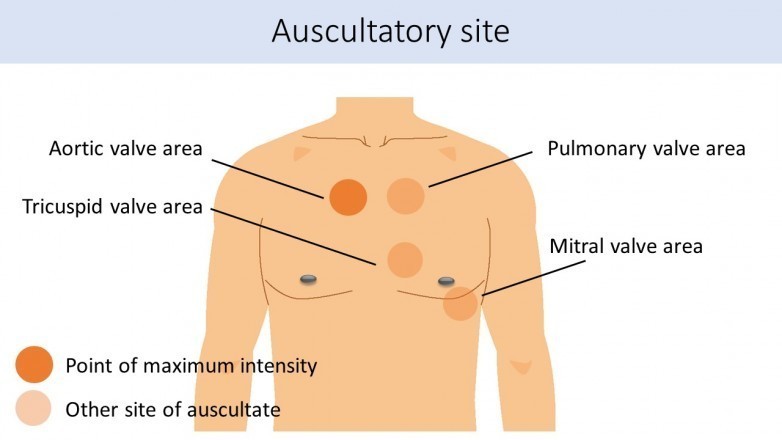 Auscultatory site
Aortic valve area
Pulmonary valve area
Tricuspid valve area
Mitral valve area
Point of maximum intensity
Other site of auscultate